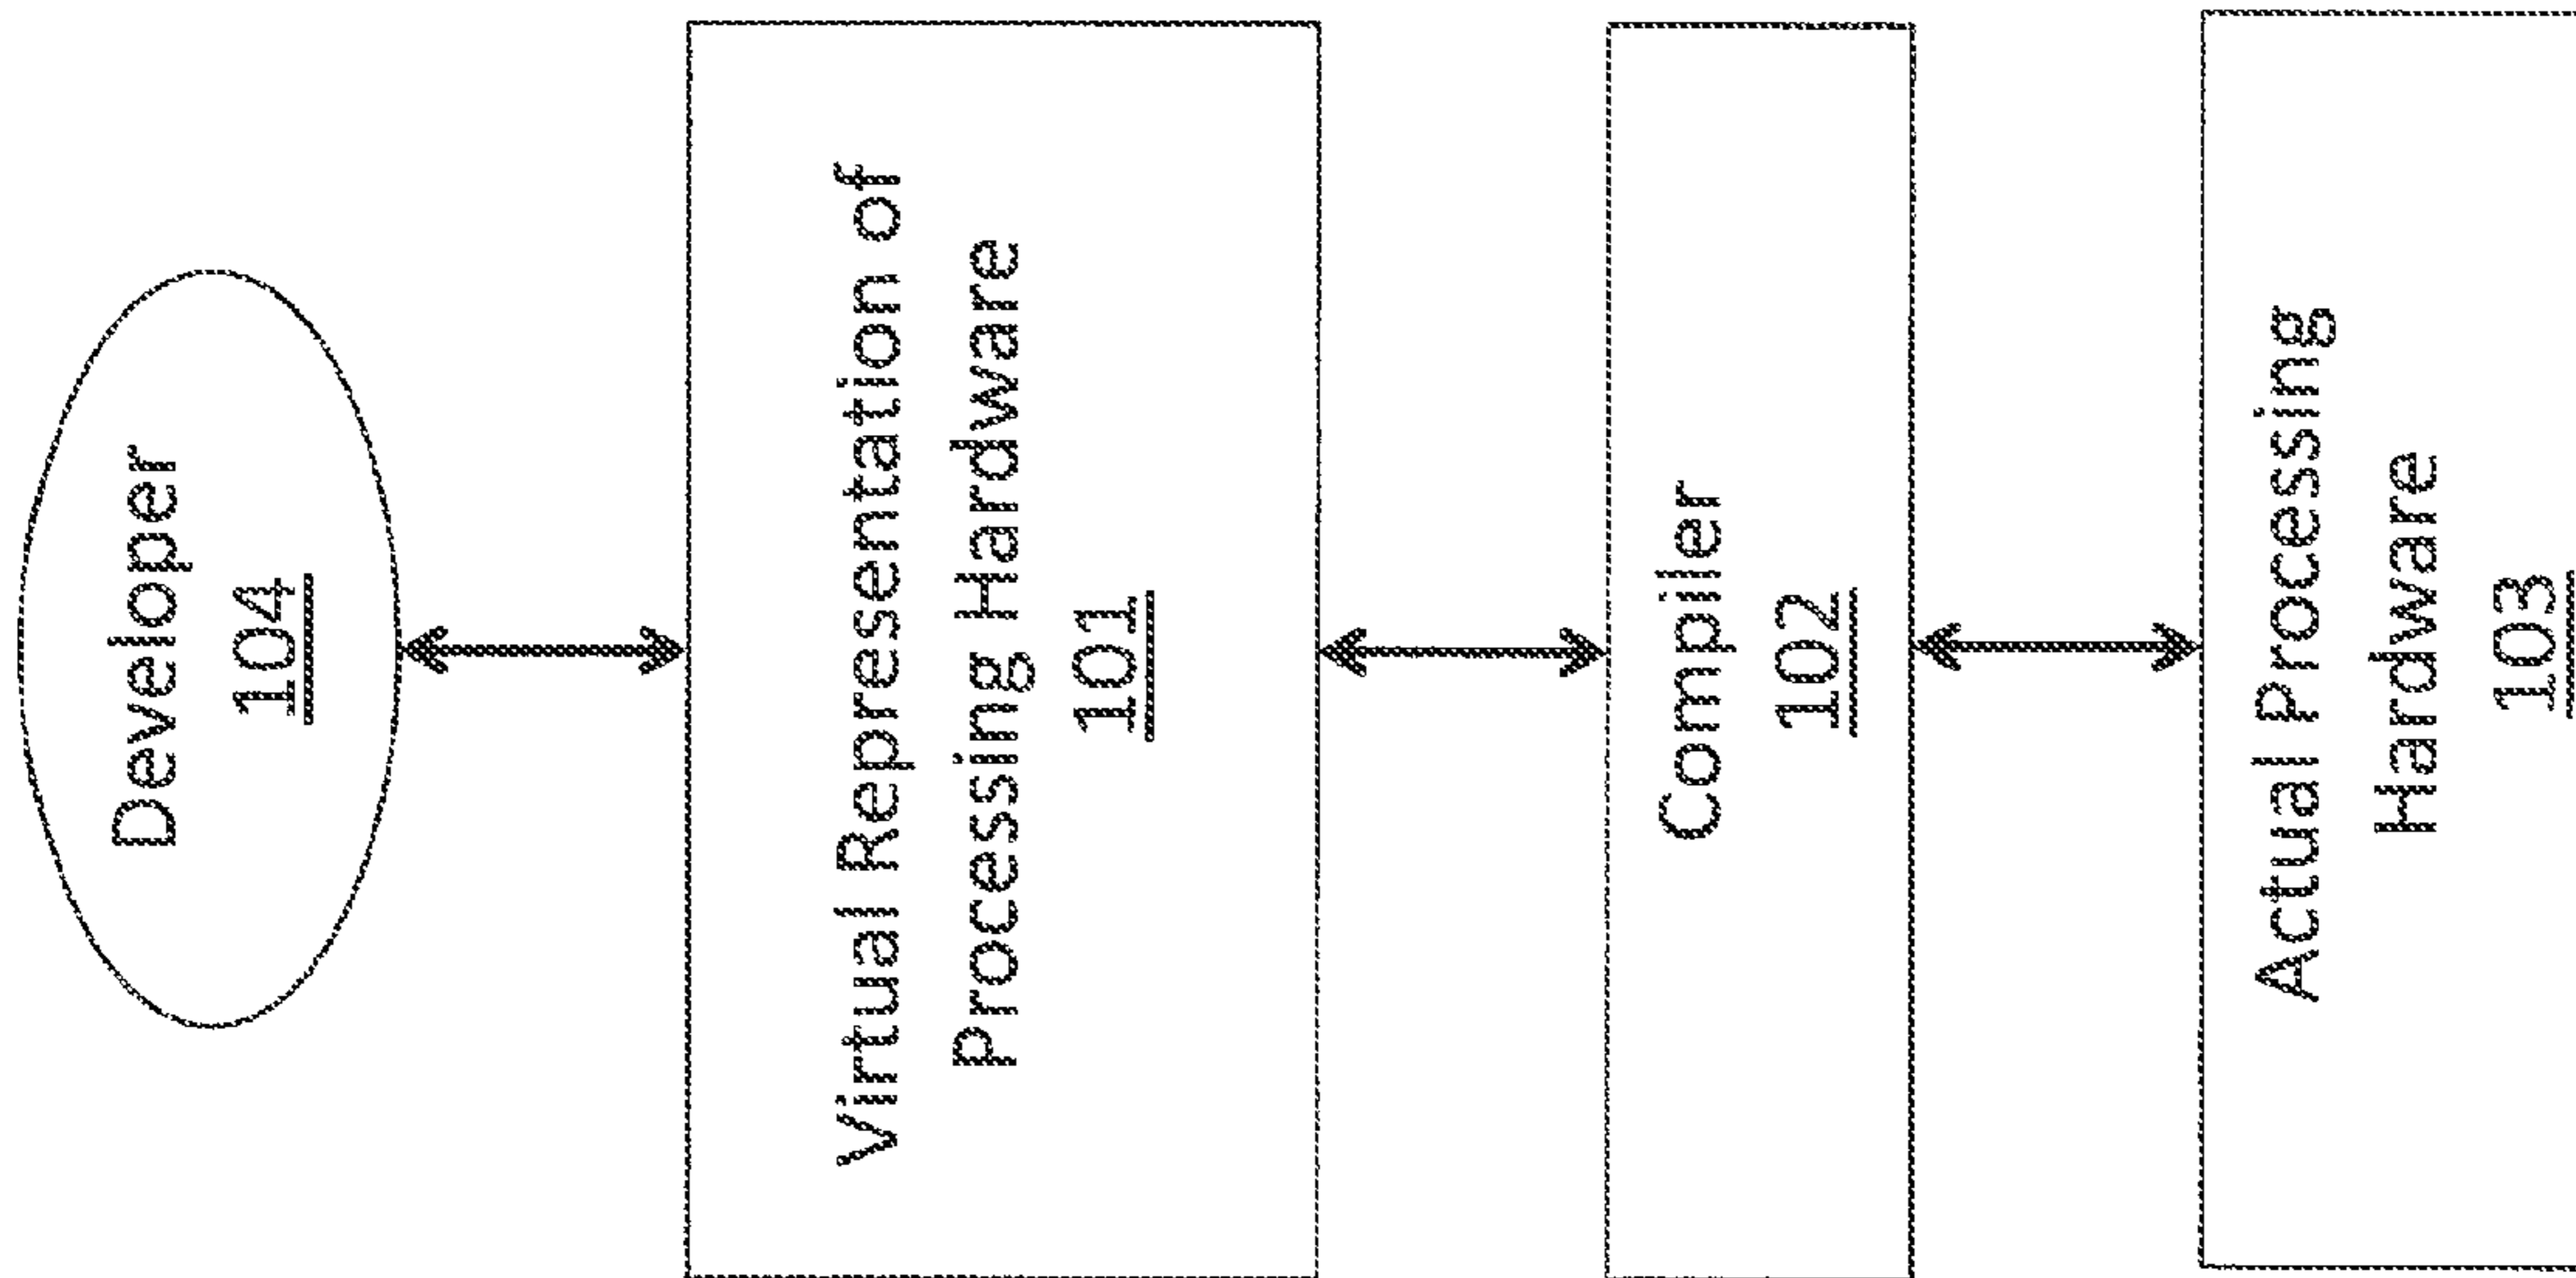 Developer
104
Virtual Representation of
Processing Hardware
101
Compiler
102
Actual Processing
Hardware
103